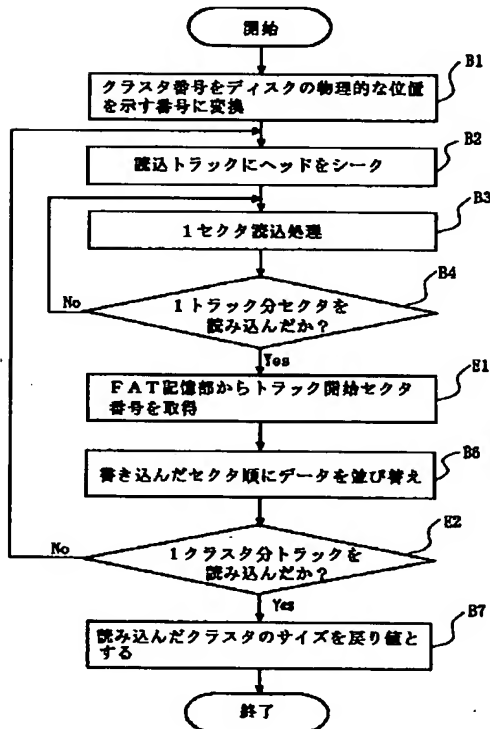 開始
B1
クラスタ番号をディスクの物理的な位置
を示す番号に変換
B2
読込トラックにヘッドをシーク
B3
1セクタ読込処理
B4
No
1トラック分セクタを
読み込んだか?
Yes
E1
FAT記憶部からトラック開始セクタ
番号を取得
B6
書き込んだセクタ順にデータを並び替え
E2
No
1クラスタ分トラックを
読み込んだか?
Yes
B7
読み込んだクラスタのサイズを戻り値と
する
終了